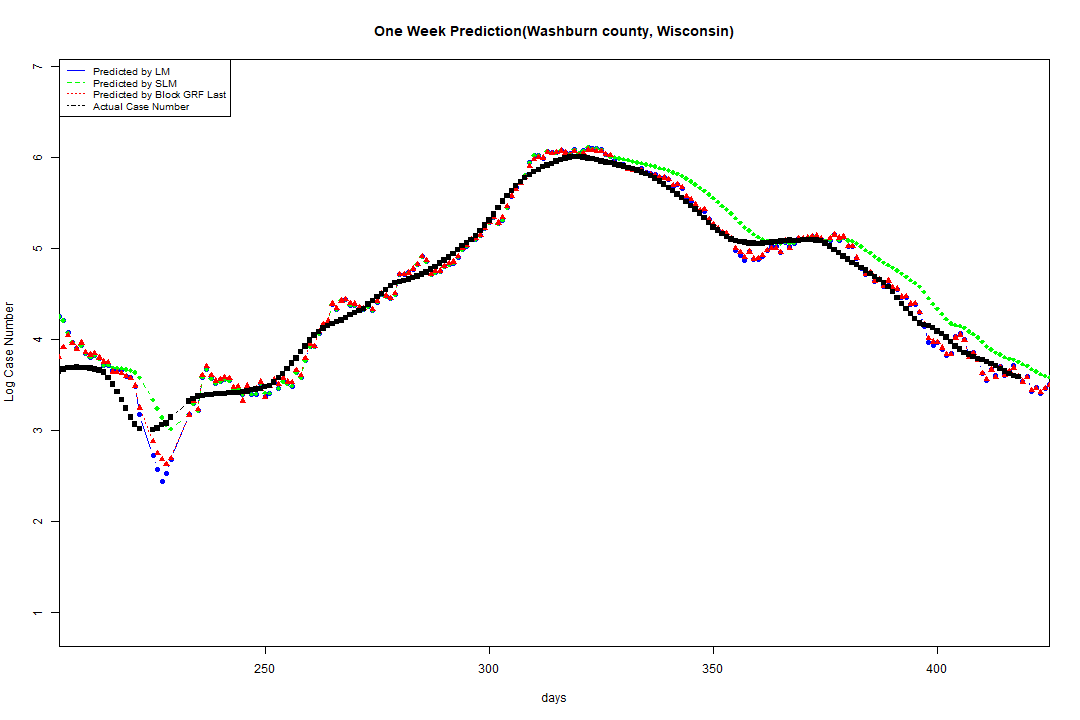 One Week Prediction(Washburn county, Wisconsin)
Predicted by LM
Predicted by SLM
Predicted by Block GRF Last
Actual Case Number
7
6
5
4
3
2
1
Log Case Number
250
300
350
400
days